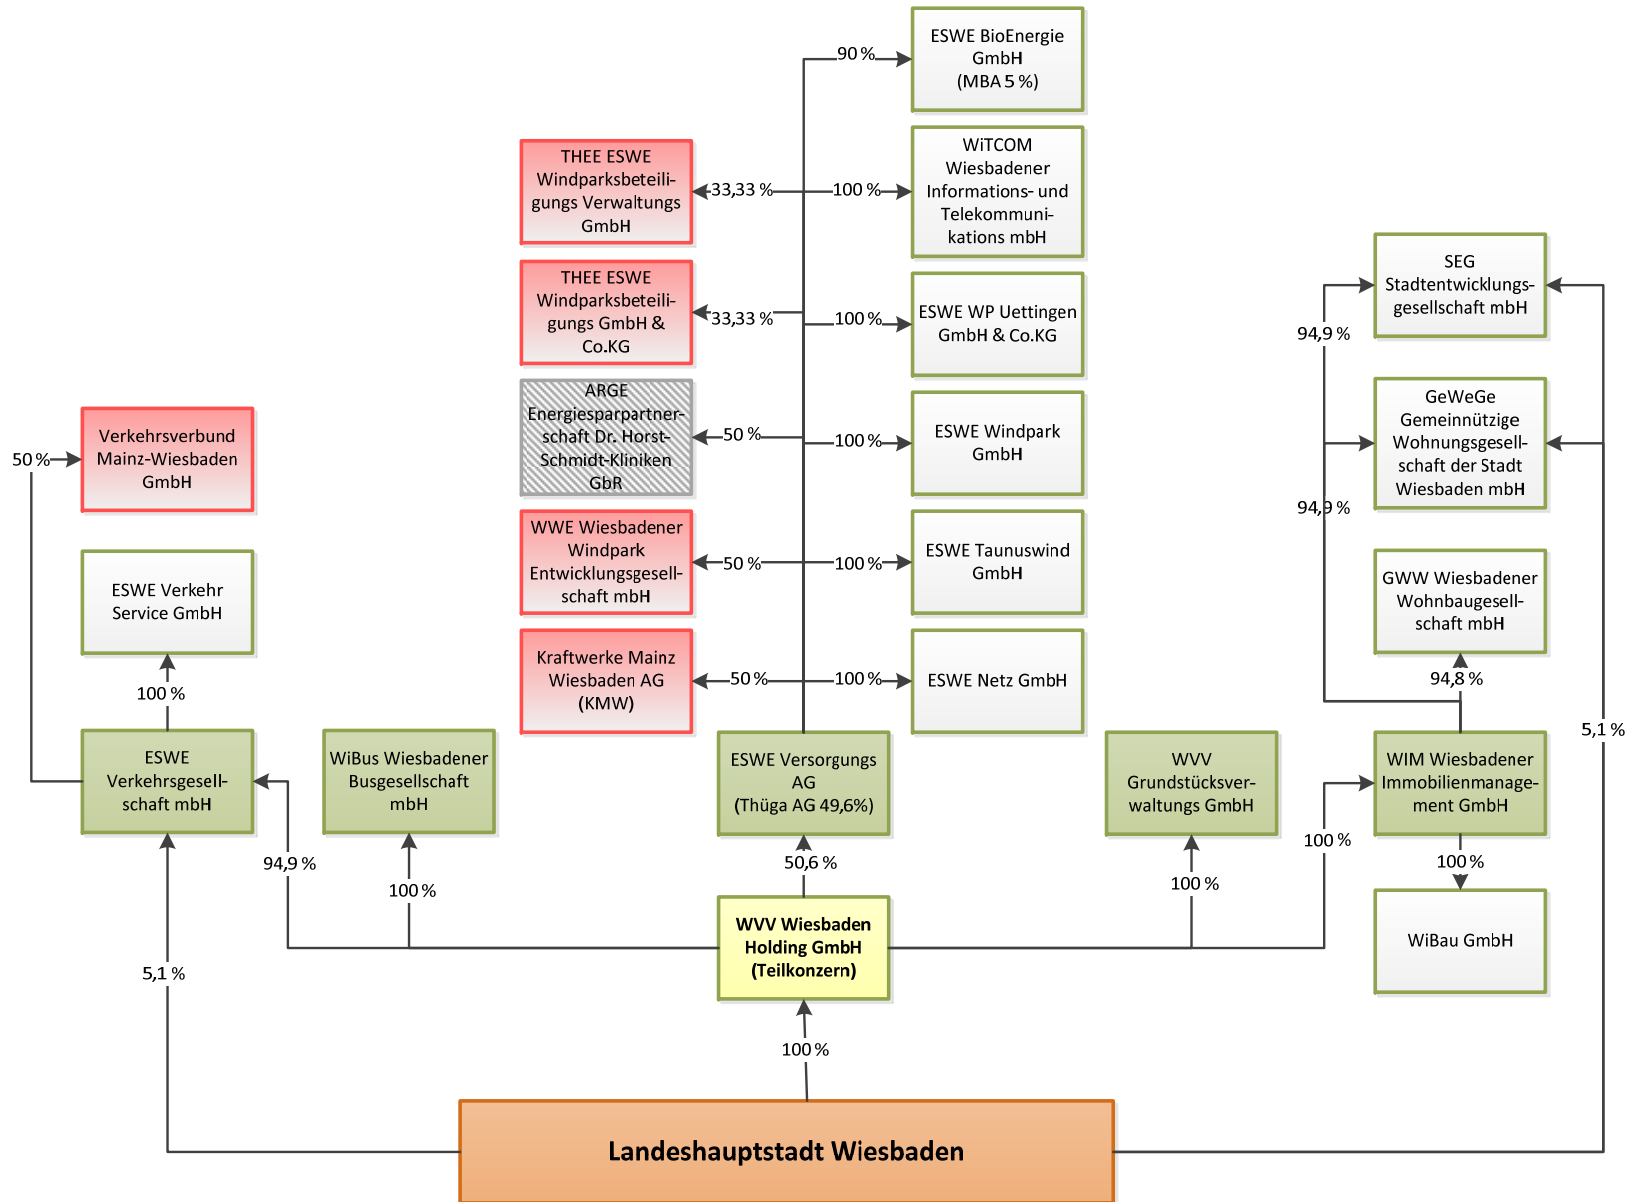 ESWE BioEnergie
GmbH
(MBA 5 %)
90 %
WiTCOM
Wiesbadener
Informations- und
Telekommuni-
kations mbH
THEE ESWE
Windparksbeteili-
gungs Verwaltungs
GmbH
33,33 %
100 %
SEG
Stadtentwicklungs-
gesellschaft mbH
THEE ESWE
Windparksbeteili-
gungs GmbH &
Co.KG
33,33 %
100 %
ESWE WP Uettingen
GmbH & Co.KG
94,9 %
ARGE
Energiesparpartner-
schaft Dr. Horst-
Schmidt-Kliniken
GbR
50 %
100 %
ESWE Windpark
GmbH
GeWeGe
Gemeinnützige
Wohnungsgesell-
schaft der Stadt
Wiesbaden mbH
94,9 %
50 %
Verkehrsverbund
Mainz-Wiesbaden
GmbH
WWE Wiesbadener
Windpark
Entwicklungsgesell-
schaft mbH
50 %
100 %
ESWE Taunuswind
GmbH
GWW Wiesbadener
Wohnbaugesell-
schaft mbH
ESWE Verkehr
Service GmbH
Kraftwerke Mainz
Wiesbaden AG
(KMW)
50 %
100 %
ESWE Netz GmbH
94,8 %
100 %
5,1 %
ESWE
Verkehrsgesell-
schaft mbH
WiBus Wiesbadener
Busgesellschaft
mbH
ESWE Versorgungs
AG
(Thüga AG 49,6%)
WVV
Grundstücksver-
waltungs GmbH
WIM Wiesbadener
Immobilienmanage-
ment GmbH
94,9 %
100 %
50,6 %
100 %
100 %
100 %
WVV Wiesbaden
Holding GmbH
(Teilkonzern)
WiBau GmbH
5,1 %
100 %
Landeshauptstadt Wiesbaden